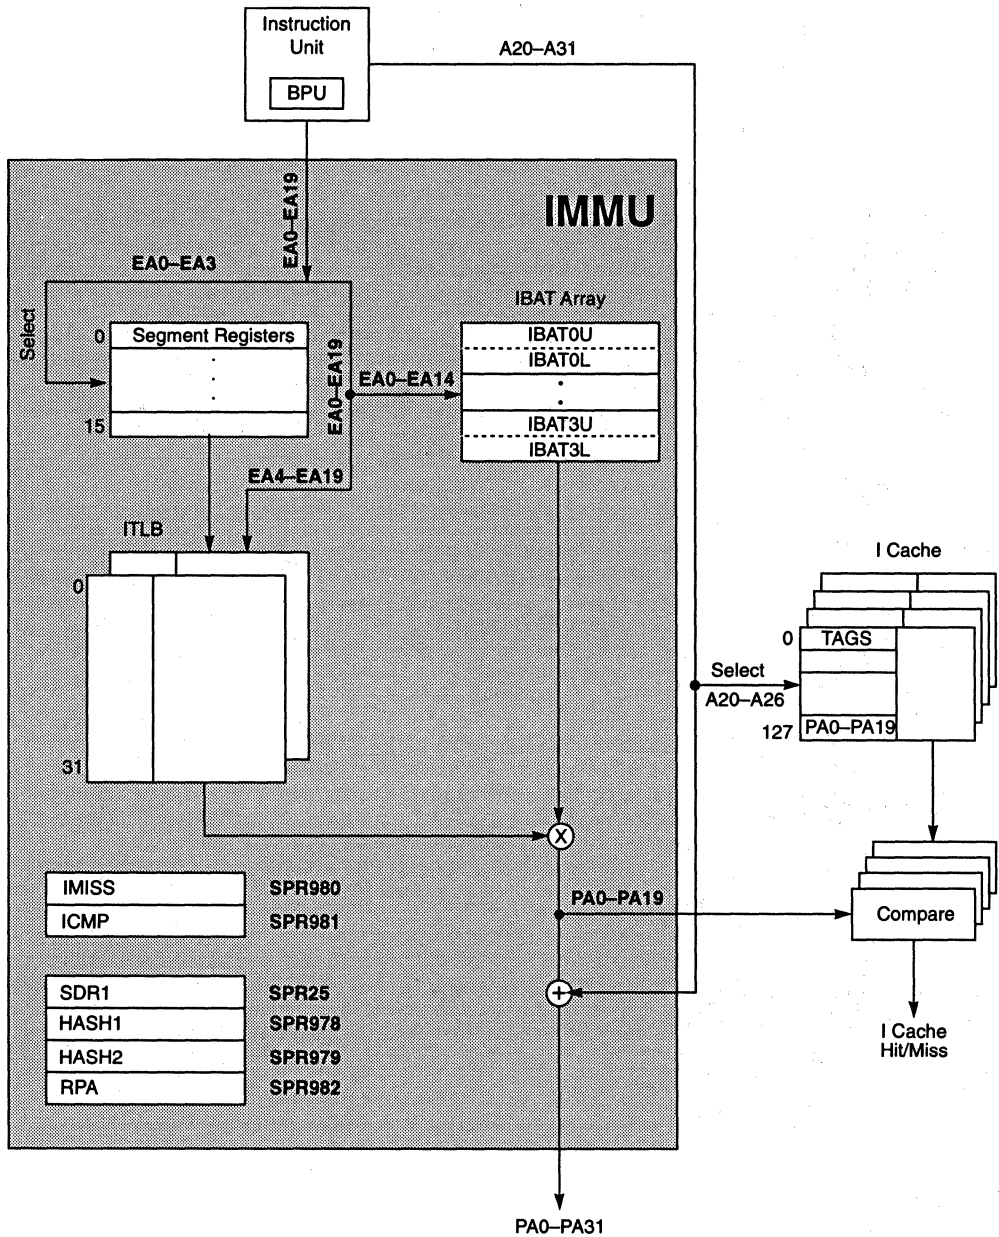 Instruction
Unit
BPU
A20–A31
EA0–EA19
IMMU
EA0–EA3
Select
0
Segment Registers
15
EA0–EA19
EA0–EA14
IBAT Array
IBAT0U
IBAT0L
IBAT3U
IBAT3L
EA4–EA19
ITLB
0
31
I Cache
0
TAGS
Select
A20–A26
127
PA0–PA19
X
IMISS
SPR980
ICMP
SPR981
PA0–PA19
Compare
SDR1
SPR25
HASH1
SPR978
HASH2
SPR979
RPA
SPR982
+
I Cache
Hit/Miss
PA0–PA31